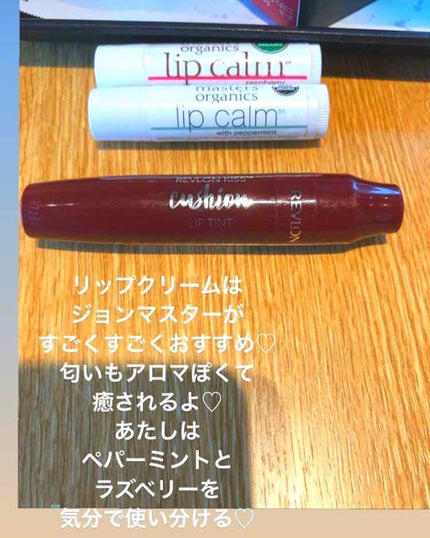 organics
lip calm
raspberry
masters
organics
lip calm
with peppermint
REVLON KISS™
cushion
LIP TINT
REVLON
リップクリームは
ジョンマスターが
すごくすごくおすすめ♡
匂いもアロマぽくて
癒されるよ♡
あたしは
ペパーミントと
ラズベリーを
気分で使い分ける♡